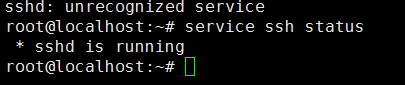 sshd: unrecognized service
root@localhost:~# service ssh status
 * sshd is running
root@localhost:~#